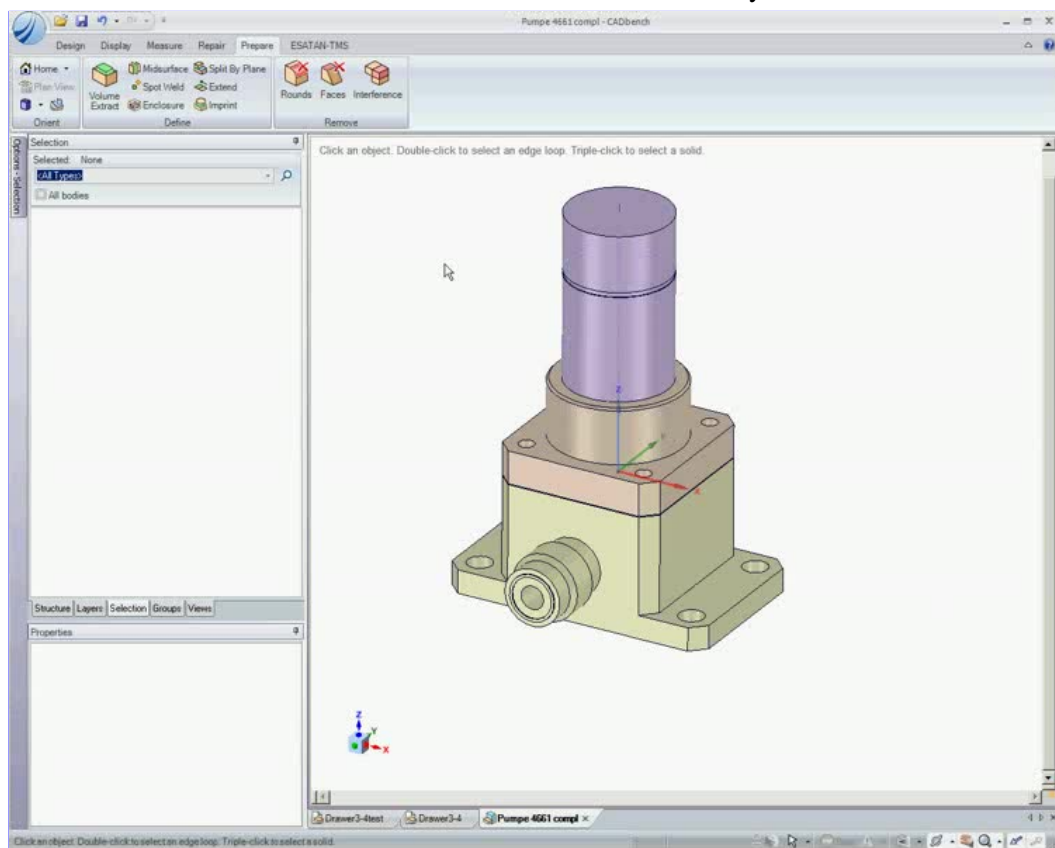 Pumpe 4661 compl - CADbench
Design Display Measure Repair Prepare ESATAN-TMS
Home
Plan View
Orient
Volume Extract
Midsurface
Spot Weld
Enclosure
Split By Plane
Extend
Imprint
Define
Rounds Faces Interference
Remove
Options - Selection
Selection
Selected: None
<All Types>
All bodies
Click an object. Double-click to select an edge loop. Triple-click to select a solid.
Z
Y
X
Structure Layers Selection Groups Views
Properties
Z
Y
X
Drawer3-4test Drawer3-4 Pumpe 4661 compl
Click an object. Double-click to select an edge loop. Triple-click to select a solid.